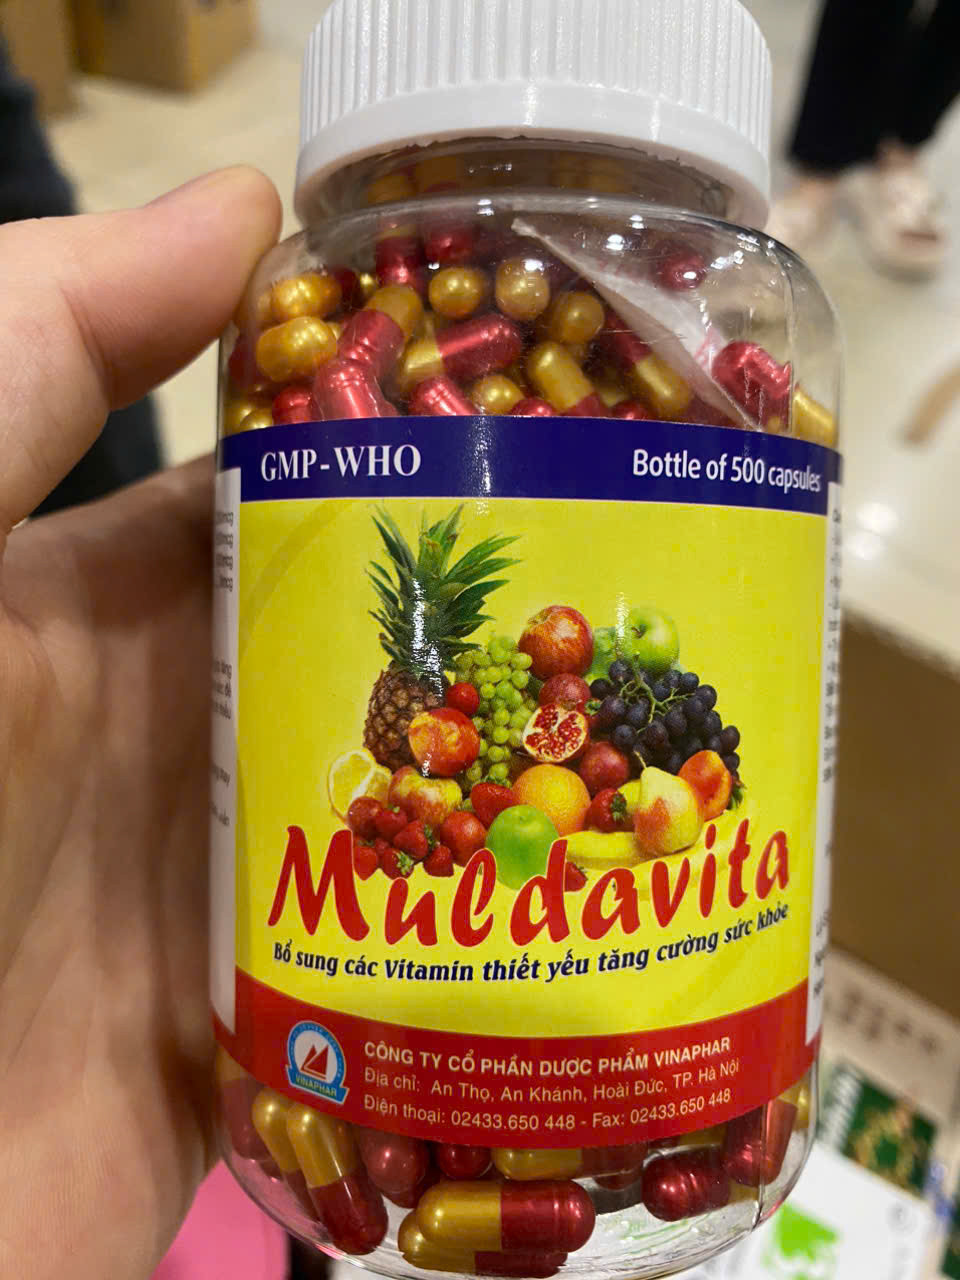 GMP-WHO
Bottle of 500 capsules
Muldavita
Bổ sung các Vitamin thiết yếu tăng cường sức khỏe
VINAPHAR
CÔNG TY CỔ PHẦN DƯỢC PHẨM VINAPHAR
Địa chỉ: An Thọ, An Khánh, Hoài Đức, TP. Hà Nội
Điện thoại: 02433.650 448 - Fax: 02433.650 448